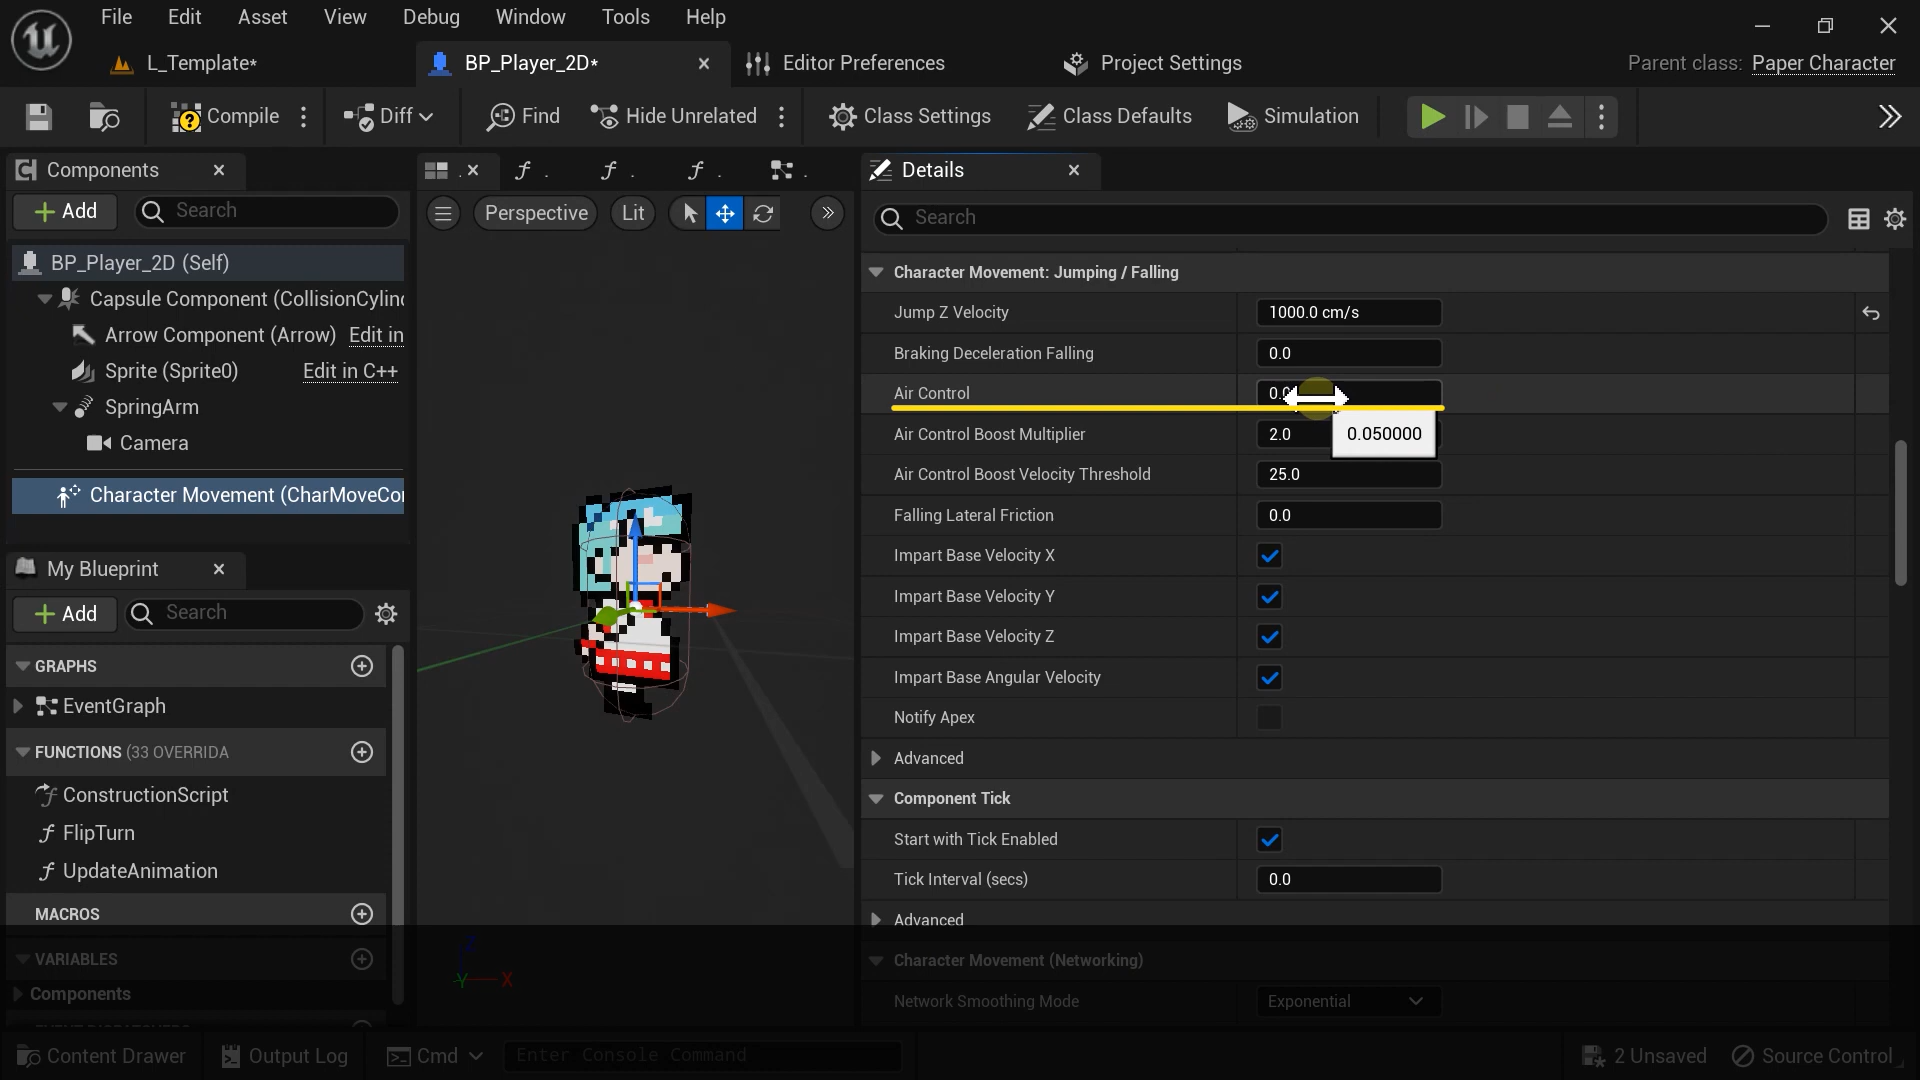 File Edit Asset View Debug Window Tools Help
L_Template* BP_Player_2D* Editor Preferences Project Settings Parent class: Paper Character
Compile Diff Find Hide Unrelated Class Settings Class Defaults Simulation
Components
Add Search
BP_Player_2D (Self)
Capsule Component (CollisionCylind
Arrow Component (Arrow) Edit in
Sprite (Sprite0) Edit in C++
SpringArm
Camera
Character Movement (CharMoveCo
My Blueprint
Add Search
GRAPHS
EventGraph
FUNCTIONS (33 OVERRIDA
ConstructionScript
FlipTurn
UpdateAnimation
MACROS
VARIABLES
Components
Perspective Lit
Z
Y X
Details
Search
Character Movement: Jumping / Falling
Jump Z Velocity 1000.0 cm/s
Braking Deceleration Falling 0.0
Air Control
0.050000
Air Control Boost Multiplier 2.0
Air Control Boost Velocity Threshold 25.0
Falling Lateral Friction 0.0
Impart Base Velocity X
Impart Base Velocity Y
Impart Base Velocity Z
Impart Base Angular Velocity
Notify Apex
Advanced
Component Tick
Start with Tick Enabled
Tick Interval (secs) 0.0
Advanced
Character Movement (Networking)
Network Smoothing Mode Exponential
Content Drawer Output Log Cmd Enter Console Command 2 Unsaved Source Control